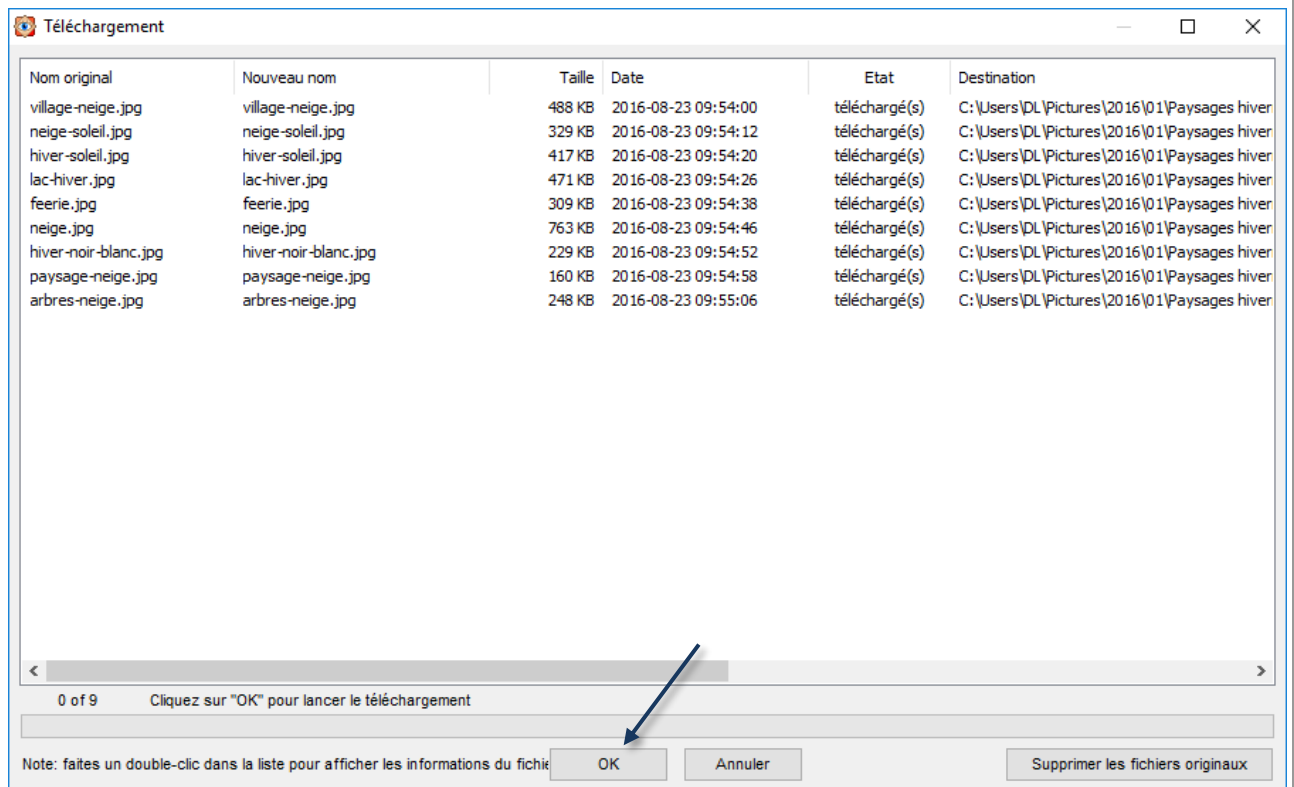 Téléchargement
Nom original Nouveau nom Taille Date Etat Destination
village-neige.jpg village-neige.jpg 488 KB 2016-08-23 09:54:00 téléchargé(s) C:\Users\DL\Pictures\2016\01\Paysages hiver
neige-soleil.jpg neige-soleil.jpg 329 KB 2016-08-23 09:54:12 téléchargé(s) C:\Users\DL\Pictures\2016\01\Paysages hiver
hiver-soleil.jpg hiver-soleil.jpg 417 KB 2016-08-23 09:54:20 téléchargé(s) C:\Users\DL\Pictures\2016\01\Paysages hiver
lac-hiver.jpg lac-hiver.jpg 471 KB 2016-08-23 09:54:26 téléchargé(s) C:\Users\DL\Pictures\2016\01\Paysages hiver
feerie.jpg feerie.jpg 309 KB 2016-08-23 09:54:38 téléchargé(s) C:\Users\DL\Pictures\2016\01\Paysages hiver
neige.jpg neige.jpg 763 KB 2016-08-23 09:54:46 téléchargé(s) C:\Users\DL\Pictures\2016\01\Paysages hiver
hiver-noir-blanc.jpg hiver-noir-blanc.jpg 229 KB 2016-08-23 09:54:52 téléchargé(s) C:\Users\DL\Pictures\2016\01\Paysages hiver
paysage-neige.jpg paysage-neige.jpg 160 KB 2016-08-23 09:54:58 téléchargé(s) C:\Users\DL\Pictures\2016\01\Paysages hiver
arbres-neige.jpg arbres-neige.jpg 248 KB 2016-08-23 09:55:06 téléchargé(s) C:\Users\DL\Pictures\2016\01\Paysages hiver
0 of 9 Cliquez sur "OK" pour lancer le téléchargement
Note: faites un double-clic dans la liste pour afficher les informations du fichie OK Annuler Supprimer les fichiers originaux